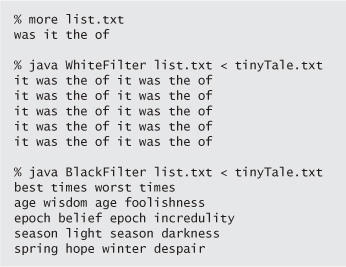 % more list.txt
was it the of
% java WhiteFilter list.txt < tinyTale.txt
it was the of it was the of
it was the of it was the of
it was the of it was the of
it was the of it was the of
it was the of it was the of
% java BlackFilter list.txt < tinyTale.txt
best times worst times
age wisdom age foolishness
epoch belief epoch incredulity
season light season darkness
spring hope winter despair